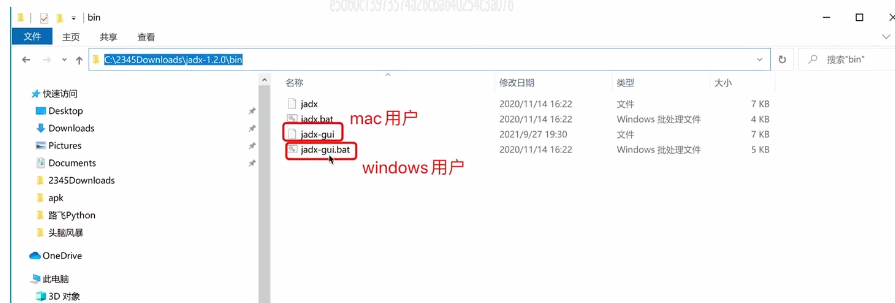 bin
文件 主页 共享 查看
C:\2345Downloads\jadx-1.2.0\bin 搜索"bin"
名称 修改日期 类型 大小
快速访问
Desktop
Downloads
Pictures
Documents
2345Downloads
apk
路飞Python
头脑风暴
OneDrive
此电脑
3D 对象
jadx 2020/11/14 16:22 文件 7 KB
jadx.bat 2020/11/14 16:22 Windows 批处理文件 4 KB
mac用户
jadx-gui 2021/9/27 19:30 文件 7 KB
jadx-gui.bat 2020/11/14 16:22 Windows 批处理文件 5 KB
windows用户